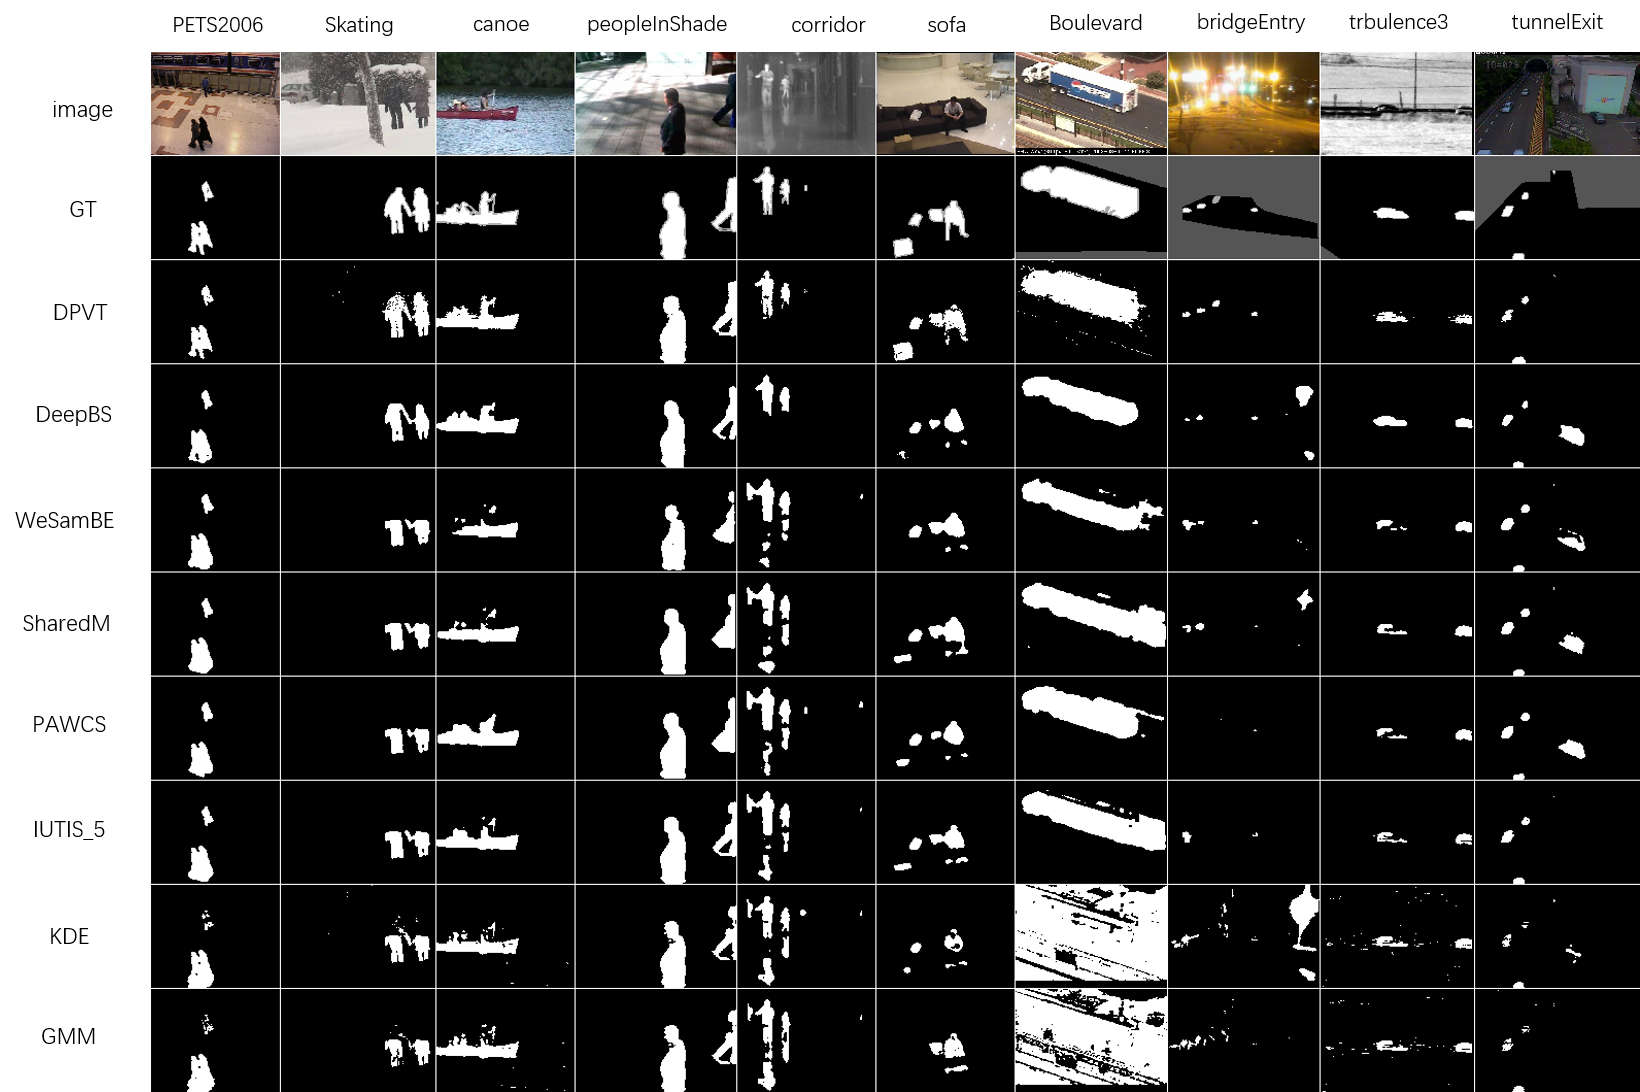 PETS2006 Skating canoe peopleInShade corridor sofa Boulevard bridgeEntry trbulence3 tunnelExit
image
PEPSI
GT
DPVT
DeepBS
WeSamBE
SharedM
PAWCS
IUTIS_5
KDE
GMM